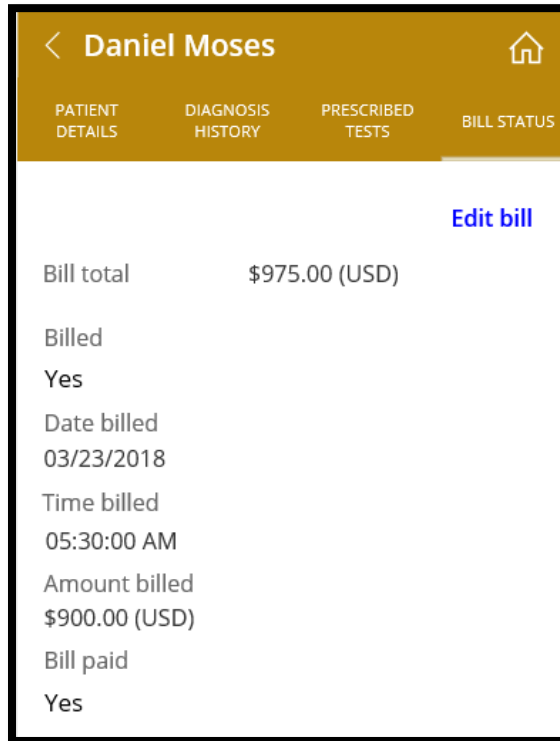 Daniel Moses
PATIENT DETAILS
DIAGNOSIS HISTORY
PRESCRIBED TESTS
BILL STATUS
Edit bill
Bill total $975.00 (USD)
Billed
Yes
Date billed
03/23/2018
Time billed
05:30:00 AM
Amount billed
$900.00 (USD)
Bill paid
Yes